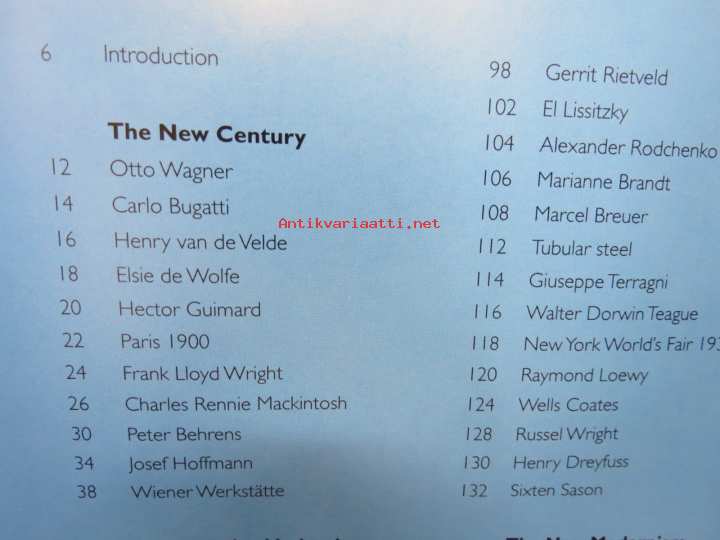 6 Introduction
The New Century
12 Otto Wagner
14 Carlo Bugatti
16 Henry van de Velde
18 Elsie de Wolfe
20 Hector Guimard
22 Paris 1900
24 Frank Lloyd Wright
26 Charles Rennie Mackintosh
30 Peter Behrens
34 Josef Hoffmann
38 Wiener Werkstätte
98 Gerrit Rietveld
102 El Lissitzky
104 Alexander Rodchenko
106 Marianne Brandt
108 Marcel Breuer
112 Tubular steel
114 Giuseppe Terragni
116 Walter Dorwin Teague
118 New York World's Fair 193
120 Raymond Loewy
124 Wells Coates
128 Russel Wright
130 Henry Dreyfuss
132 Sixten Sason
The New
Antikvariaatti.net